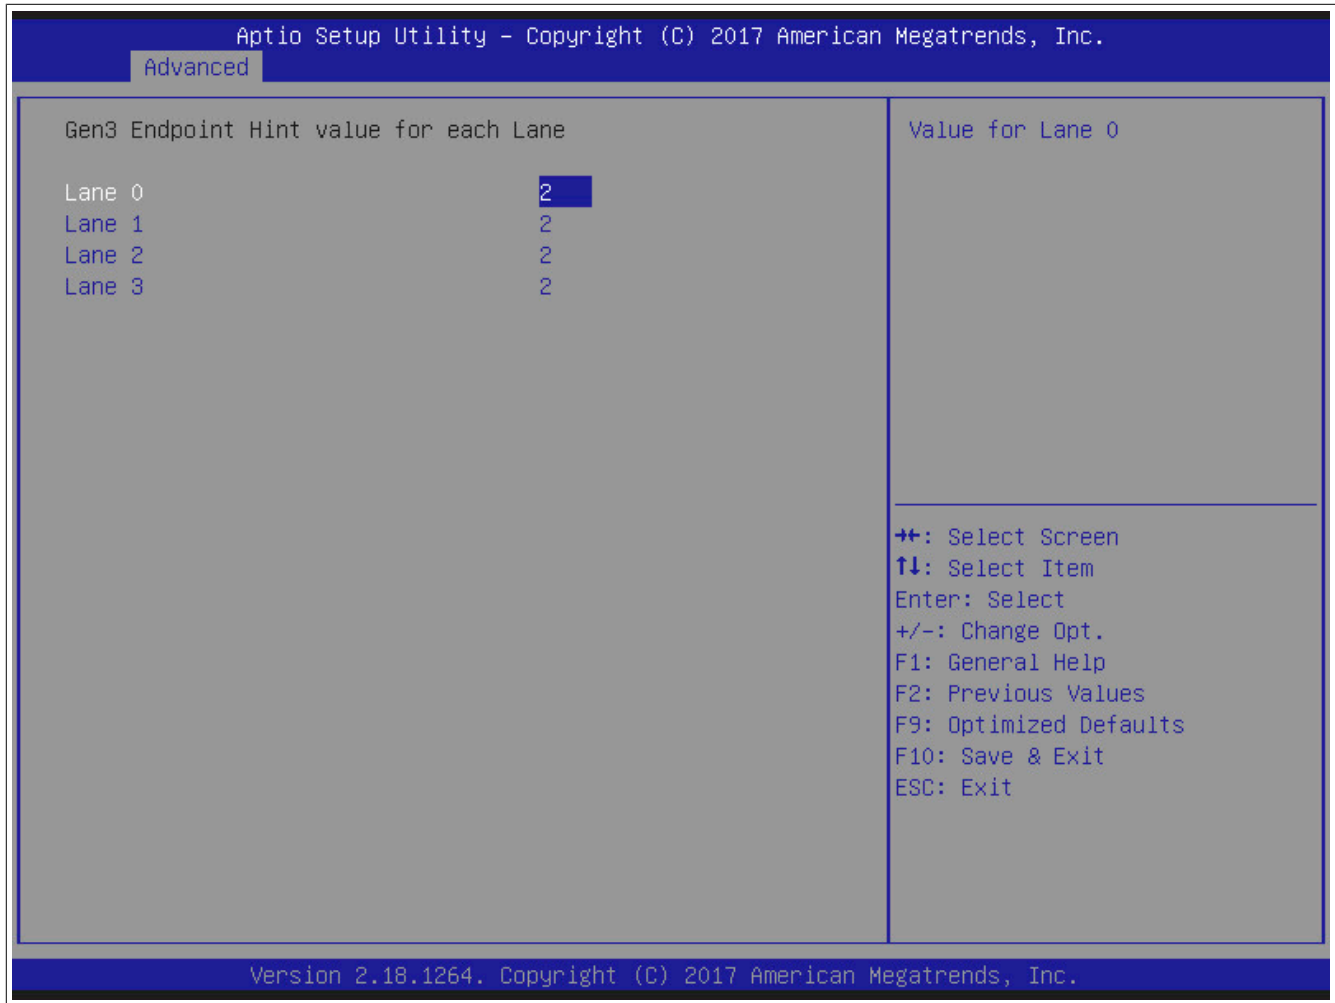 Aptio Setup Utility – Copyright (C) 2017 American Megatrends, Inc.
Advanced
Gen3 Endpoint Hint value for each Lane
Lane 0 2
Lane 1 2
Lane 2 2
Lane 3 2
Value for Lane 0
→←: Select Screen
↑↓: Select Item
Enter: Select
+/-: Change Opt.
F1: General Help
F2: Previous Values
F9: Optimized Defaults
F10: Save & Exit
ESC: Exit
Version 2.18.1264. Copyright (C) 2017 American Megatrends, Inc.